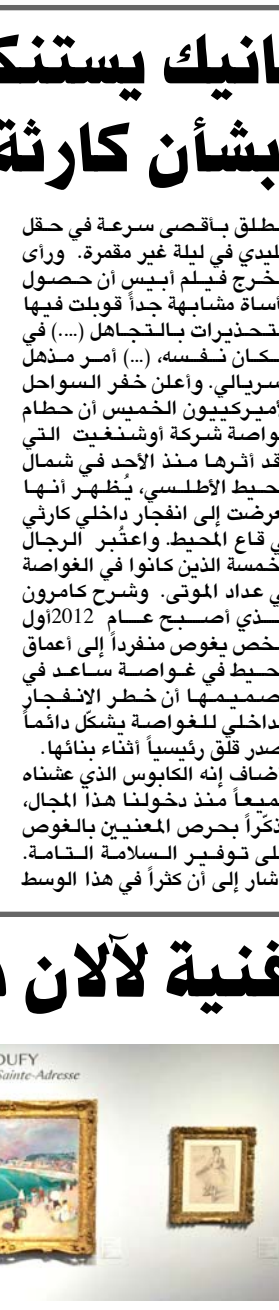 انيك يستنك
بشأن كارثة
طلق بأقصى سرعة في حقل
ليدي في ليلة غير مقمرة. ورأى
خرج فيلم أبيس أن حصول
أساة مشابهة جداً قوبلت فيها
تحذيرات بالتجاهل (...) في
كان نفسه، (...) أمر مذهل
سريالي. وأعلن خفر السواحل
أميركييون الخميس أن حطام
واصة شركة أوشنغيت التي
قد أثرها منذ الأحد في شمال
حيط الأطلسي، يُظهر أنها
عرضت إلى انفجار داخلي كارثي
ي قاع المحيط. واعتُبر الرجال
خمسة الذين كانوا في الغواصة
ي عداد الموتى. وشرح كامرون
ذي أصبح عام 2012أول
خص يغوص منفرداً إلى أعماق
حيط في غواصة ساعد في
صميمها أن خطر الانفجار
داخلي للغواصة يشكّل دائماً
صدر قلق رئيسياً أثناء بنائها.
ضاف إنه الكابوس الذي عشناه
ميعاً منذ دخولنا هذا المجال،
ذكّراً بحرص المعنيين بالغوص
لى توفير السلامة التامة.
شار إلى أن كثراً في هذا الوسط
غنية لآلان
DUFY
Sainte-Adresse